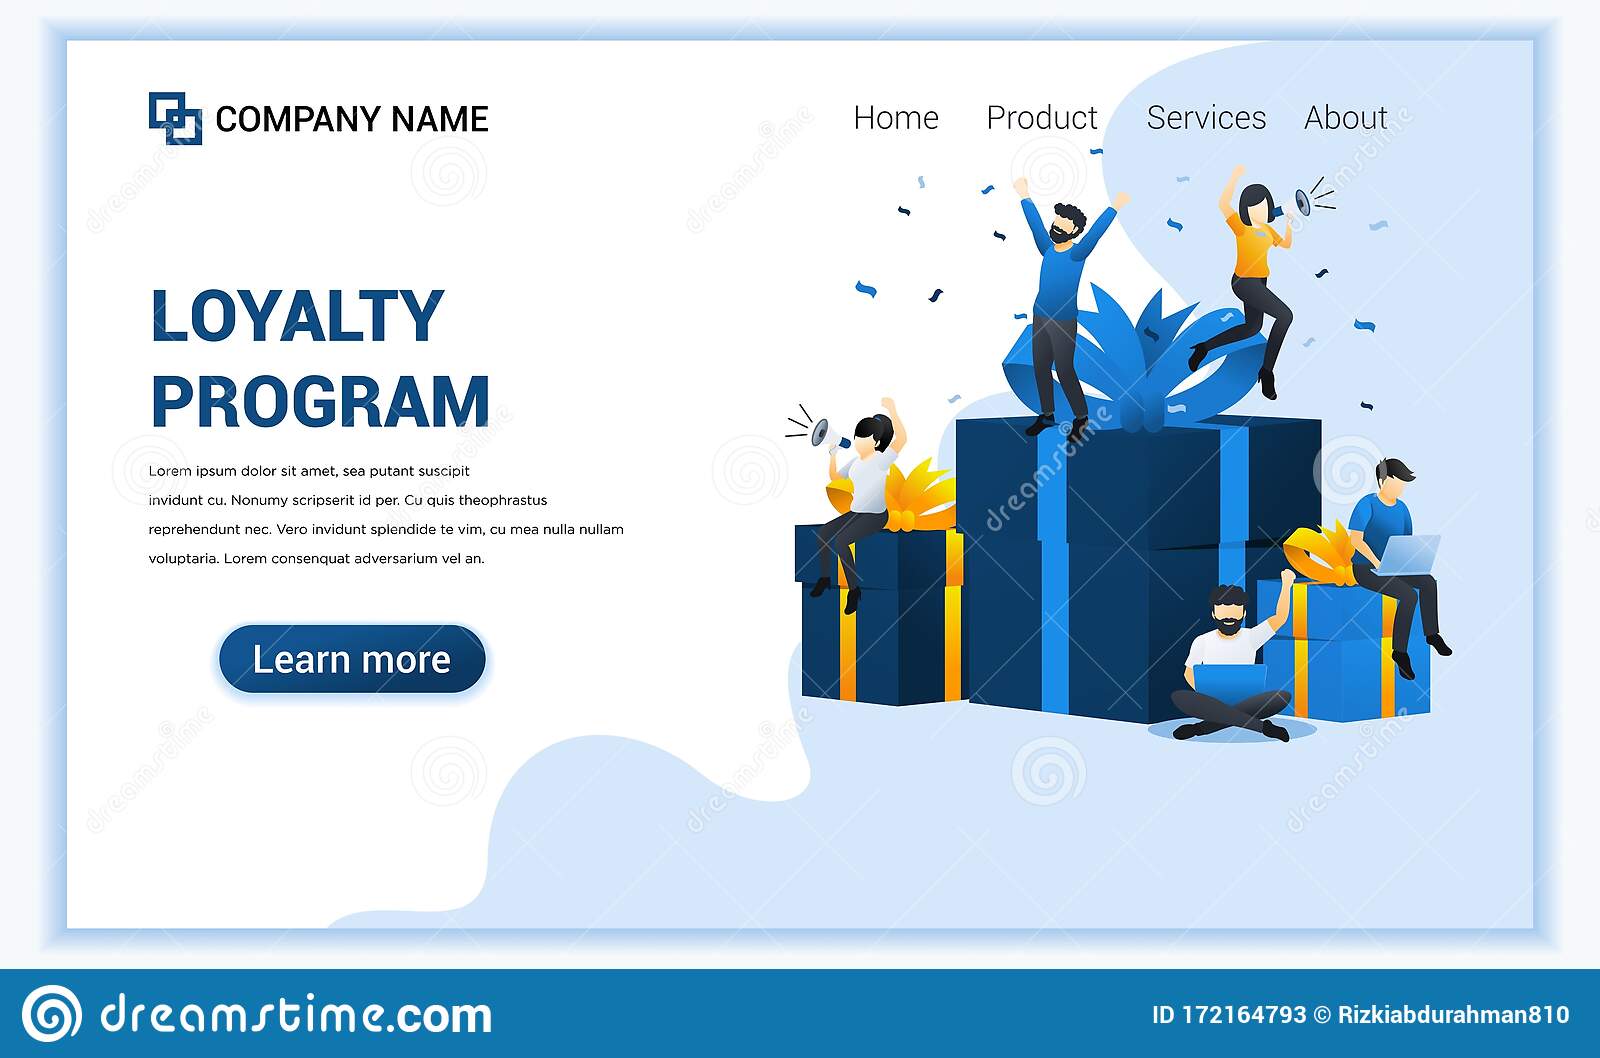 COMPANY NAME
Home Product Services About
LOYALTY
PROGRAM
Lorem ipsum dolor sit amet, sea putant suscipit
invidunt cu. Nonumy scripserit id per. Cu quis theophrastus
reprehendunt nec. Vero invidunt splendide te vim, cu mea nulla nullam
voluptaria. Lorem consequat adversarium vel an.
Learn more
dreamstime.com
ID 172164793 © Rizkiabdurahman810